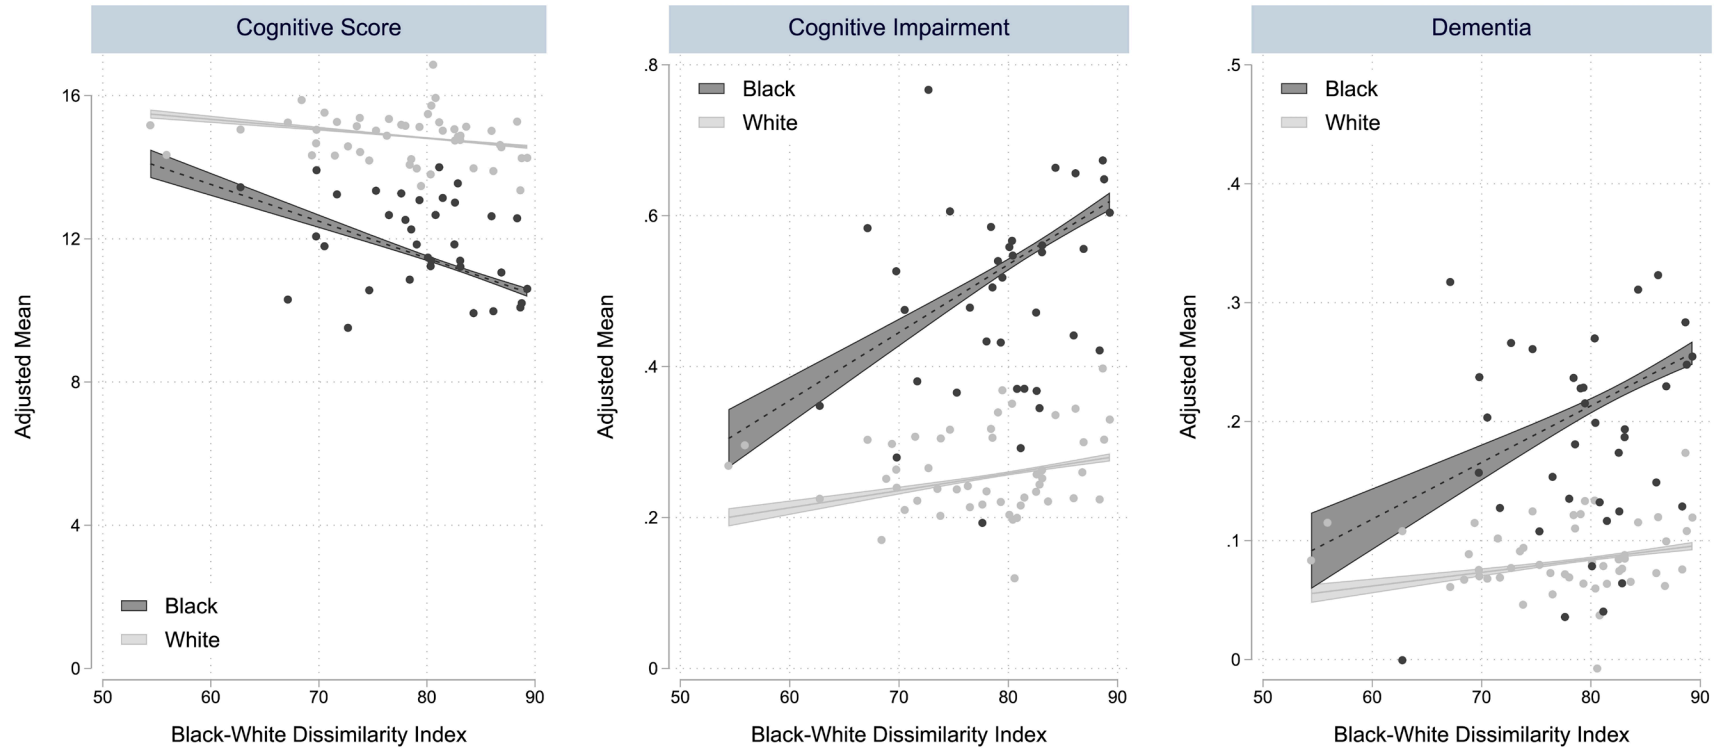 Cognitive Score
16
12
8
4
0
Adjusted Mean
Black
White
50 60 70 80 90
Black-White Dissimilarity Index
Cognitive Impairment
.8
.6
.4
.2
0
Adjusted Mean
Black
White
50 60 70 80 90
Black-White Dissimilarity Index
Dementia
.5
.4
.3
.2
.1
0
Adjusted Mean
Black
White
50 60 70 80 90
Black-White Dissimilarity Index